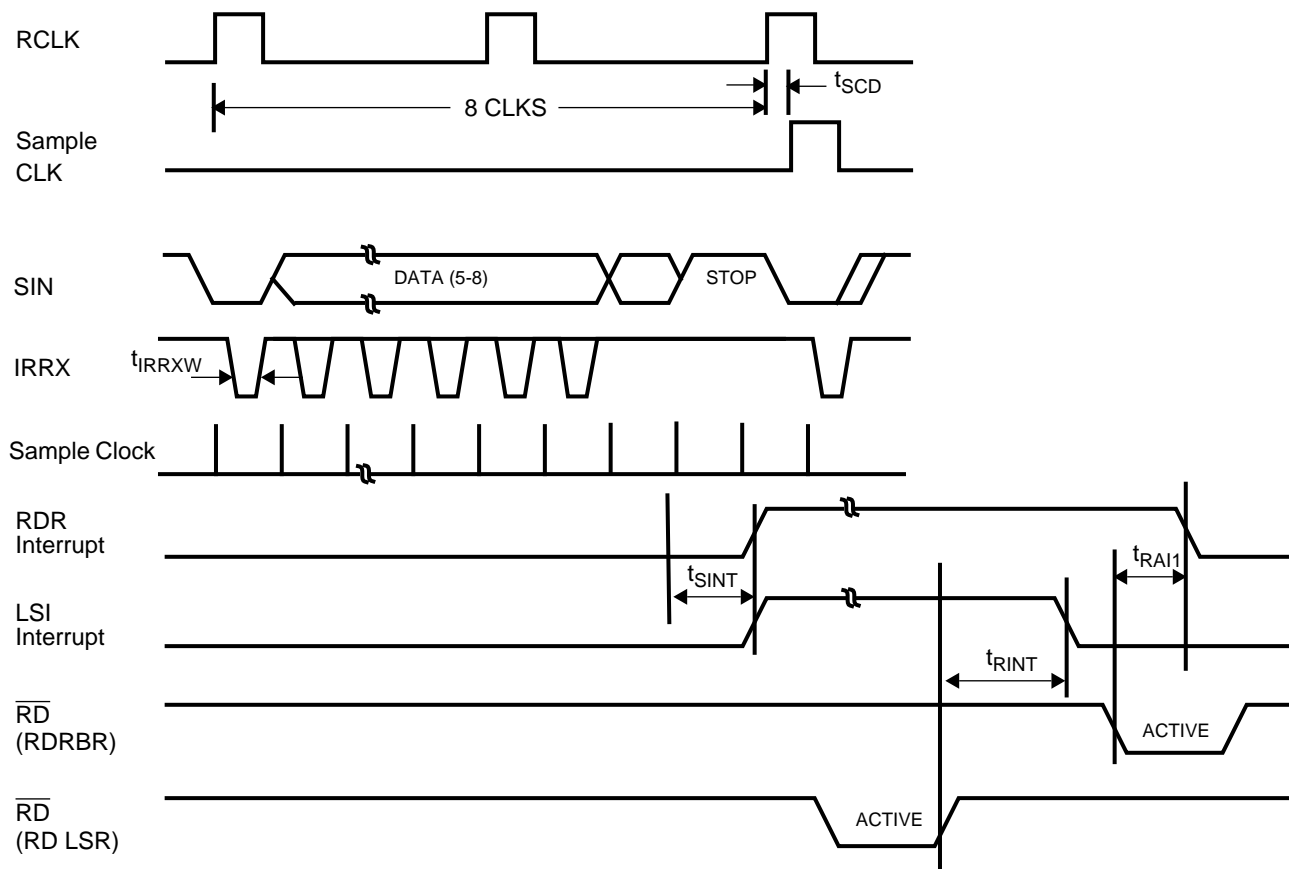 RCLK
tSCD
8 CLKS
Sample
CLK
SIN
DATA (5-8)
STOP
IRRX
tIRRXW
Sample Clock
RDR
Interrupt
tSINT
tRAI1
LSI
Interrupt
tRINT
RD
(RDRBR)
ACTIVE
RD
(RD LSR)
ACTIVE